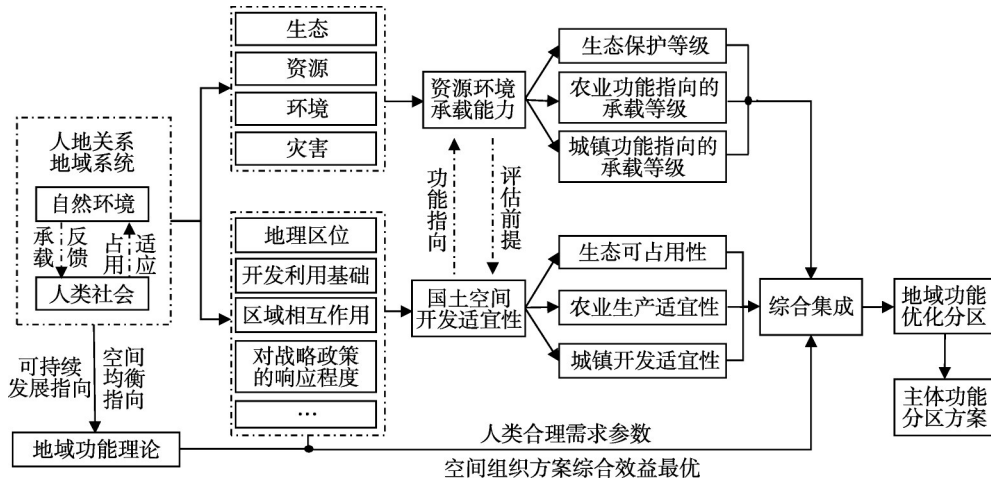 人地关系
地域系统
自然环境
承载
反馈
占用
适应
人类社会
可持续
发展指向
空间
均衡
指向
地域功能理论
生态
资源
环境
灾害
地理区位
开发利用基础
区域相互作用
对战略政策
的响应程度
…
资源环境
承载能力
功能指向
评估前提
国土空间
开发适宜性
生态保护等级
农业功能指向的
承载等级
城镇功能指向的
承载等级
生态可占用性
农业生产适宜性
城镇开发适宜性
综合集成
人类合理需求参数
空间组织方案综合效益最优
地域功能
优化分区
主体功能
分区方案